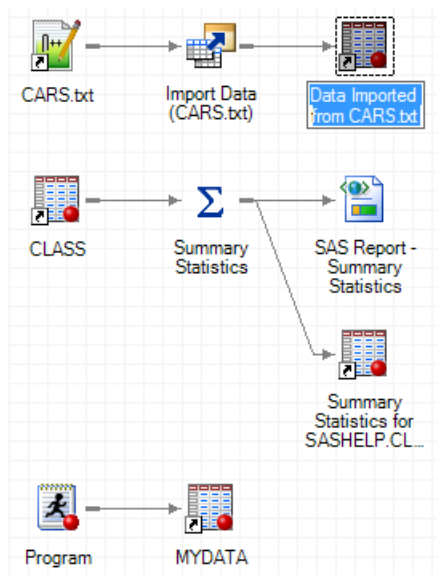 CARS.txt
Import Data
(CARS.txt)
Data Imported
from CARS.txt
CLASS
Summary
Statistics
SAS Report -
Summary
Statistics
Summary
Statistics for
SASHELP.CL...
Program
MYDATA